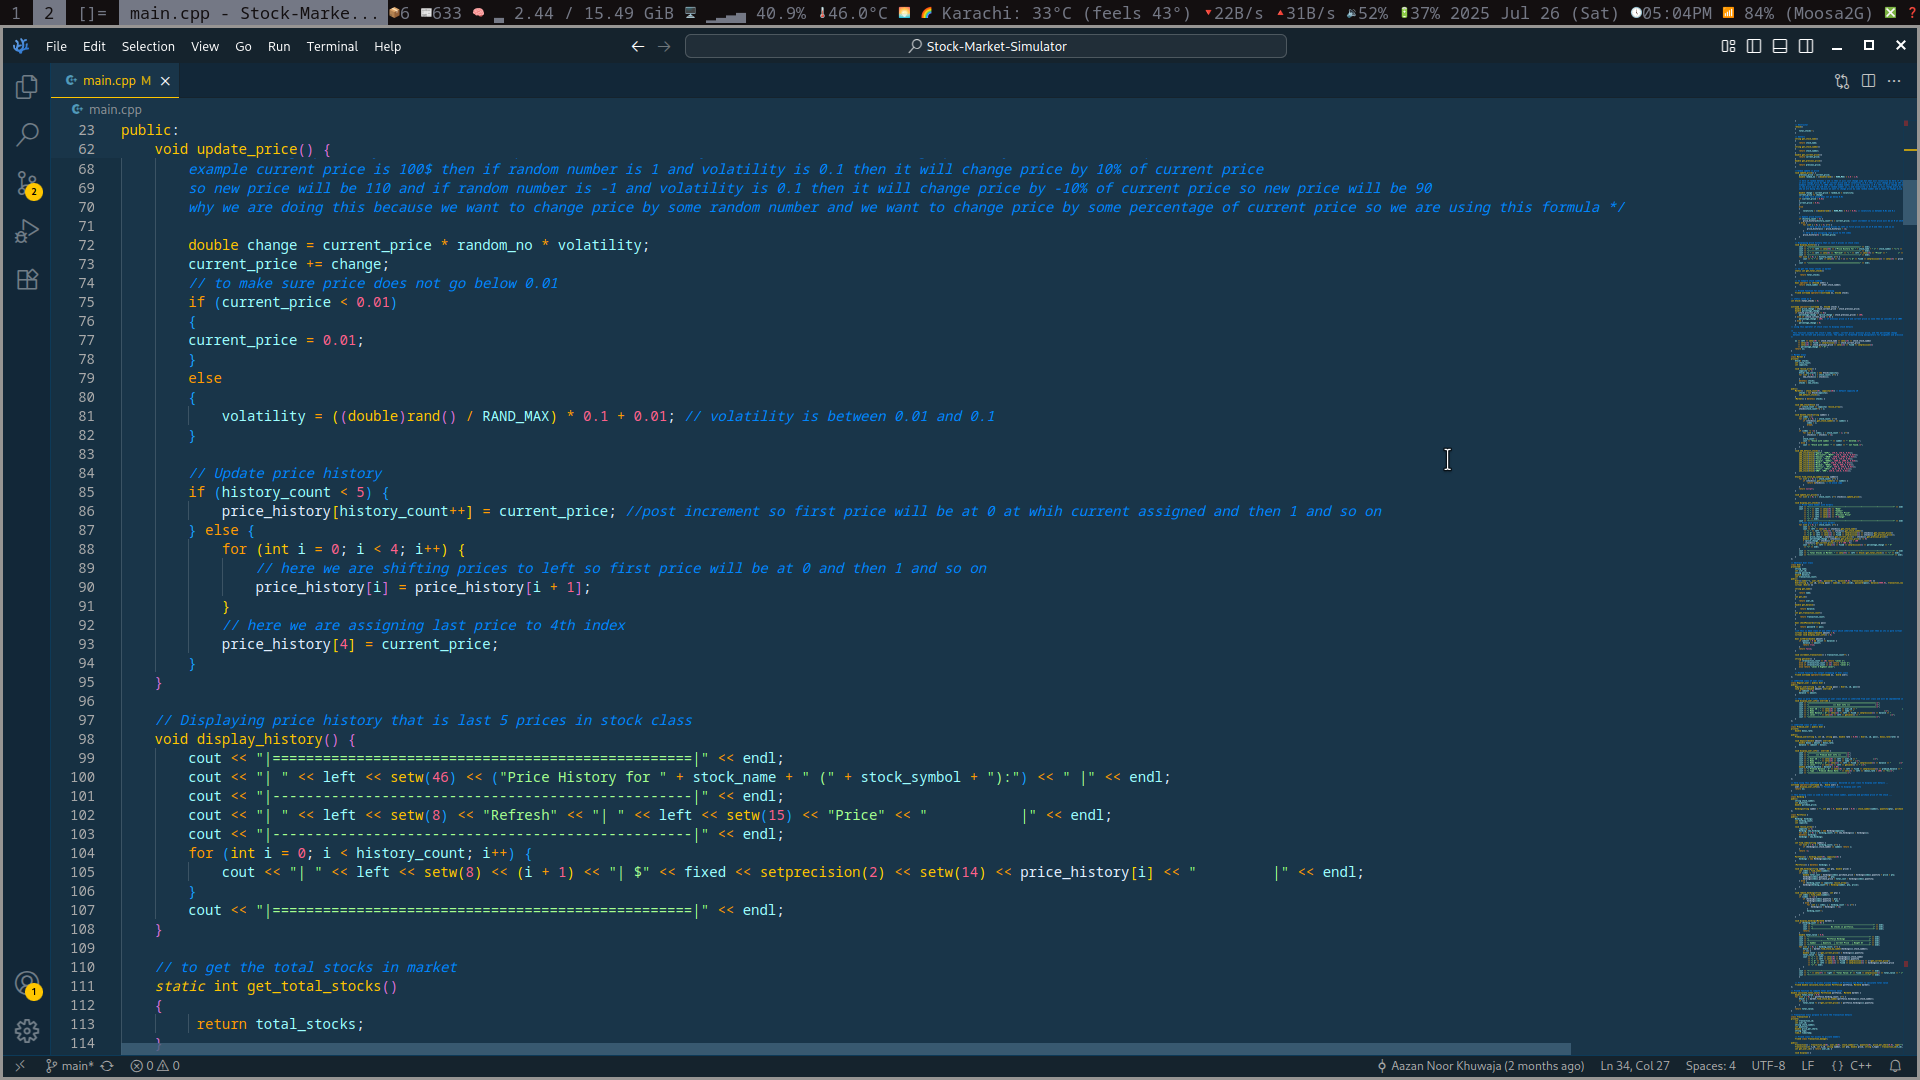 1 2 []= main.cpp - Stock-Marke... 6 633 2.44 / 15.49 GiB 40.9% 46.0°C Karachi: 33°C (feels 43°) 22B/s 31B/s 52% 37% 2025 Jul 26 (Sat) 05:04PM 84% (Moosa2G)
File Edit Selection View Go Run Terminal Help Stock-Market-Simulator
main.cpp M
main.cpp
23 public:
62 void update_price() {
68 example current price is 100$ then if random number is 1 and volatility is 0.1 then it will change price by 10% of current price
69 so new price will be 110 and if random number is -1 and volatility is 0.1 then it will change price by -10% of current price so new price will be 90
70 why we are doing this because we want to change price by some random number and we want to change price by some percentage of current price so we are using this formula */
71
72 double change = current_price * random_no * volatility;
73 current_price += change;
74 // to make sure price does not go below 0.01
75 if (current_price < 0.01)
76 {
77 current_price = 0.01;
78 }
79 else
80 {
81 volatility = ((double)rand() / RAND_MAX) * 0.1 + 0.01; // volatility is between 0.01 and 0.1
82 }
83
84 // Update price history
85 if (history_count < 5) {
86 price_history[history_count++] = current_price; //post increment so first price will be at 0 at whih current assigned and then 1 and so on
87 } else {
88 for (int i = 0; i < 4; i++) {
89 // here we are shifting prices to left so first price will be at 0 and then 1 and so on
90 price_history[i] = price_history[i + 1];
91 }
92 // here we are assigning last price to 4th index
93 price_history[4] = current_price;
94 }
95 }
96
97 // Displaying price history that is last 5 prices in stock class
98 void display_history() {
99 cout << "|==================================================|" << endl;
100 cout << "| " << left << setw(46) << ("Price History for " + stock_name + " (" + stock_symbol + "):") << " |" << endl;
101 cout << "|--------------------------------------------------|" << endl;
102 cout << "| " << left << setw(8) << "Refresh" << "| " << left << setw(15) << "Price" << "           |" << endl;
103 cout << "|--------------------------------------------------|" << endl;
104 for (int i = 0; i < history_count; i++) {
105 cout << "| " << left << setw(8) << (i + 1) << "| $" << fixed << setprecision(2) << setw(14) << price_history[i] << "         |" << endl;
106 }
107 cout << "|==================================================|" << endl;
108 }
109
110 // to get the total stocks in market
111 static int get_total_stocks()
112 {
113 return total_stocks;
114 }
2
1
main* 0 0 Aazan Noor Khuwaja (2 months ago) Ln 34, Col 27 Spaces: 4 UTF-8 LF {} C++